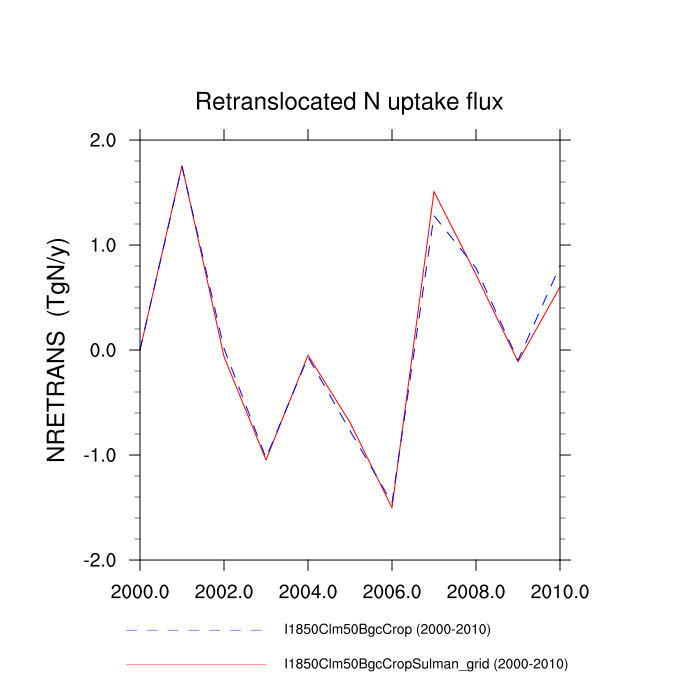 Retranslocated N uptake flux
NRETRANS (TgN/y)
2.0
1.0
0.0
-1.0
-2.0
2000.0 2002.0 2004.0 2006.0 2008.0 2010.0
I1850Clm50BgcCrop (2000-2010)
I1850Clm50BgcCropSulman_grid (2000-2010)